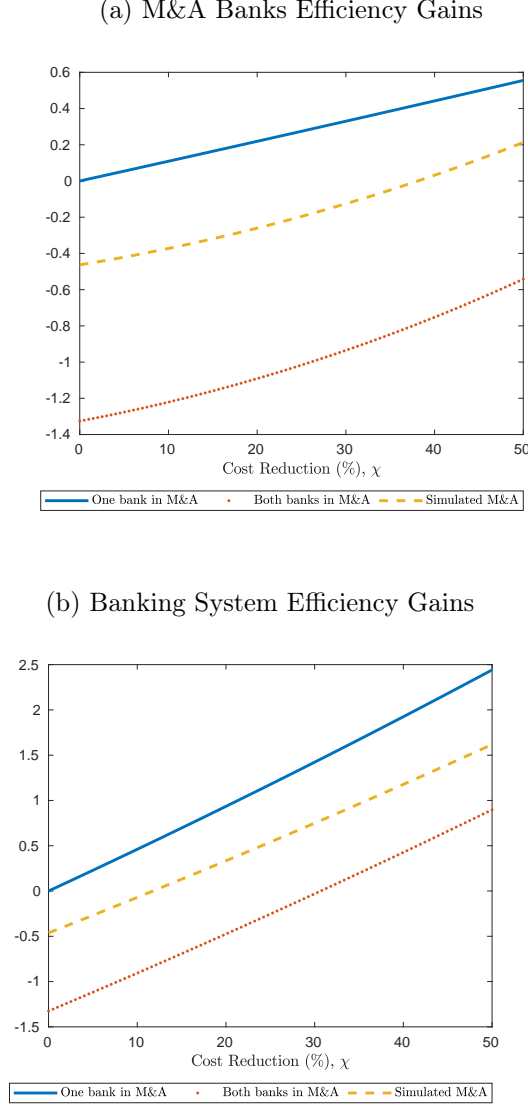 (a) M&A Banks Efficiency Gains
0.6
0.4
0.2
0
-0.2
-0.4
-0.6
-0.8
-1
-1.2
-1.4
0 10 20 30 40 50
Cost Reduction (%), χ
One bank in M&A Both banks in M&A Simulated M&A
(b) Banking System Efficiency Gains
2.5
2
1.5
1
0.5
0
-0.5
-1
-1.5
0 10 20 30 40 50
Cost Reduction (%), χ
One bank in M&A Both banks in M&A Simulated M&A